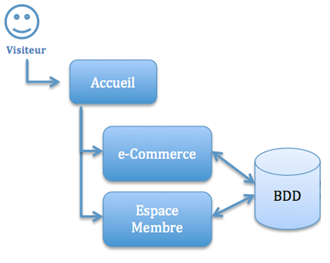 Visiteur
Accueil
e-Commerce
Espace
Membre
BDD